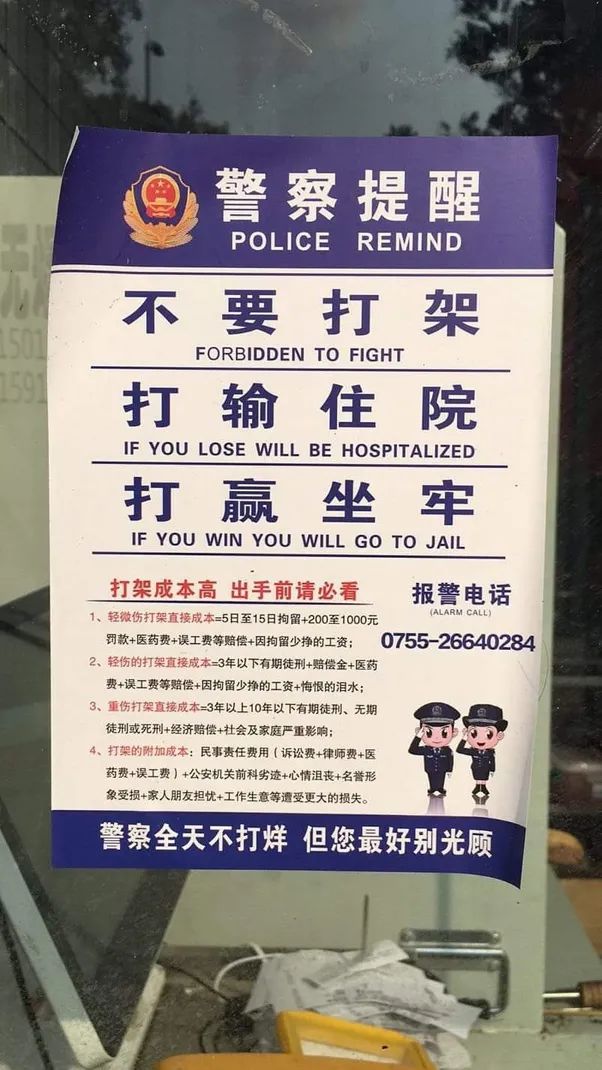 警察提醒
POLICE REMIND
不要打架
FORBIDDEN TO FIGHT
打输住院
IF YOU LOSE WILL BE HOSPITALIZED
打赢坐牢
IF YOU WIN YOU WILL GO TO JAIL
打架成本高 出手前请必看
1、轻微伤打架直接成本=5日至15日拘留+200至1000元
罚款+医药费+误工费等赔偿+因拘留少挣的工资；
2、轻伤的打架直接成本=3年以下有期徒刑+赔偿金+医药
费+误工费等赔偿+因拘留少挣的工资+悔恨的泪水；
3、重伤打架直接成本=3年以上10年以下有期徒刑、无期
徒刑或死刑+经济赔偿+社会及家庭严重影响；
4、打架的附加成本：民事责任费用（诉讼费+律师费+医
药费+误工费）+公安机关前科劣迹+心情沮丧+名誉形
象受损+家人朋友担忧+工作生意等遭受更大的损失。
报警电话
(ALARM CALL)
0755-26640284
警察全天不打烊 但您最好别光顾
1501
1591